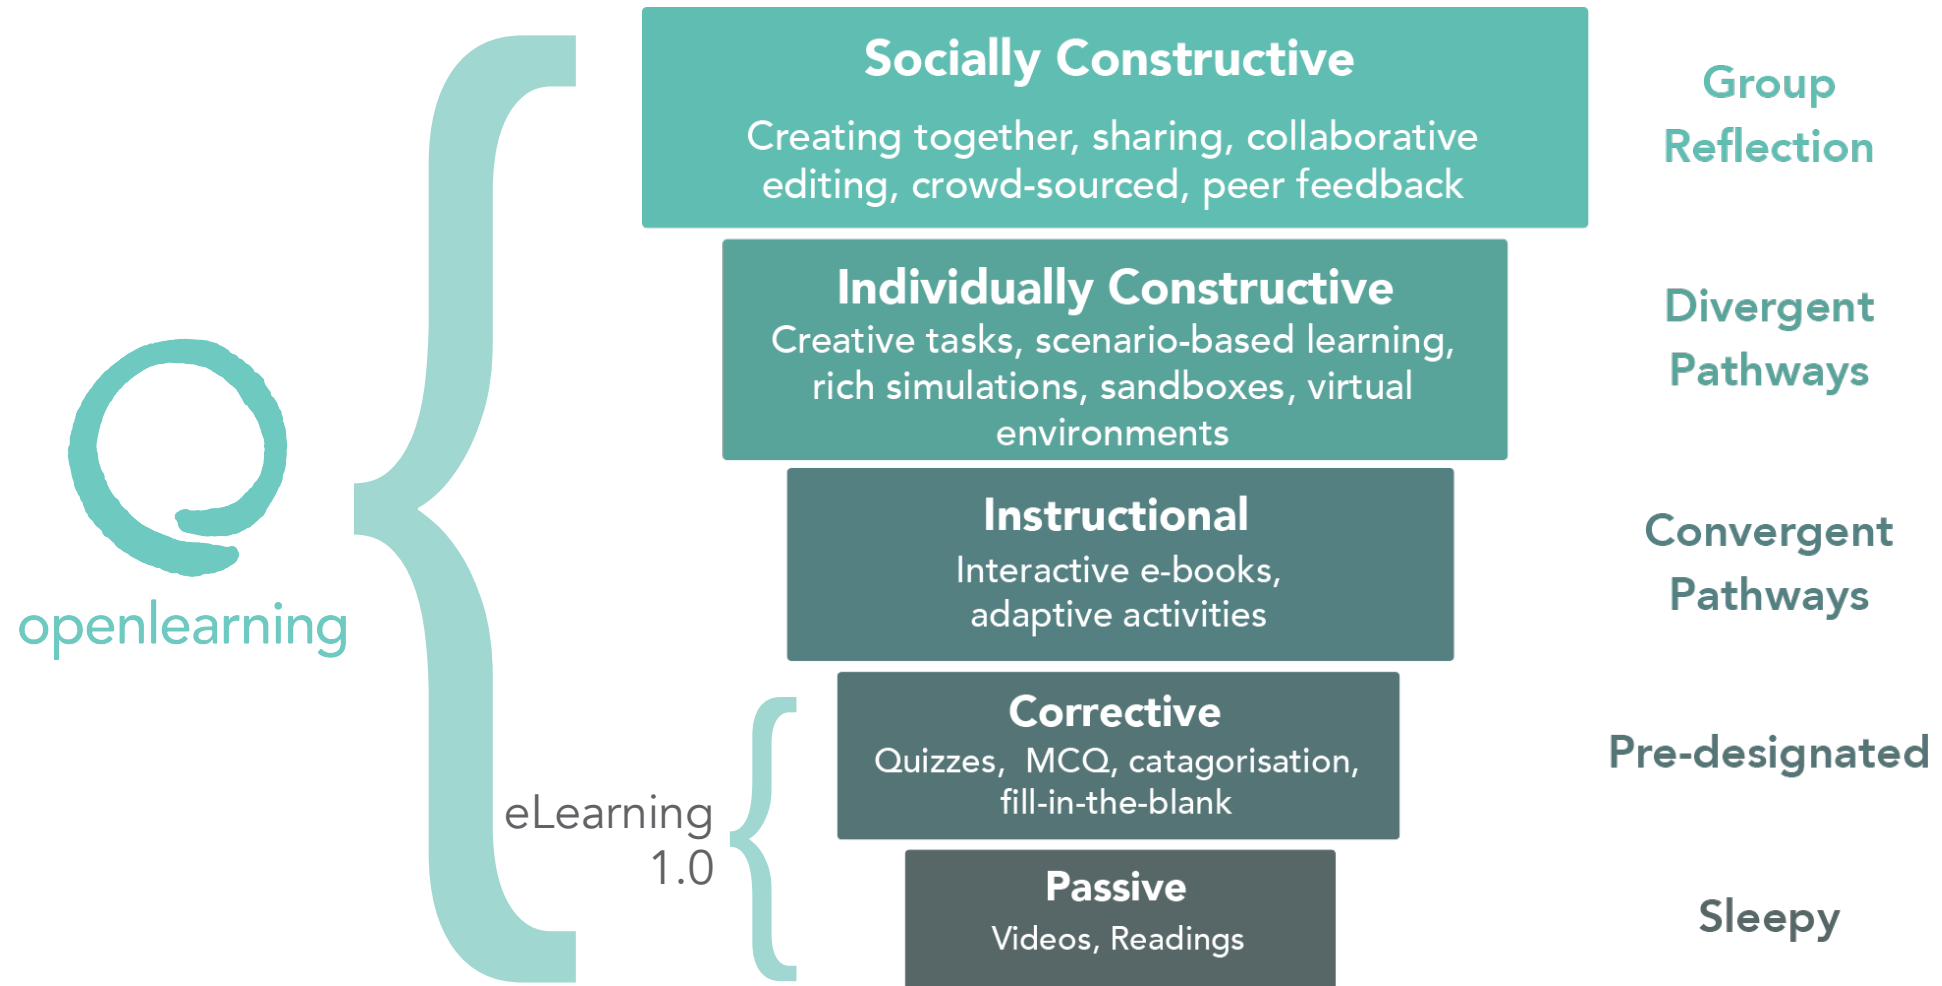 Socially Constructive
Creating together, sharing, collaborative
editing, crowd-sourced, peer feedback
Group
Reflection
Individually Constructive
Creative tasks, scenario-based learning,
rich simulations, sandboxes, virtual
environments
Divergent
Pathways
Instructional
Interactive e-books,
adaptive activities
Convergent
Pathways
openlearning
Corrective
Quizzes, MCQ, catagorisation,
fill-in-the-blank
Pre-designated
eLearning
1.0
Passive
Videos, Readings
Sleepy